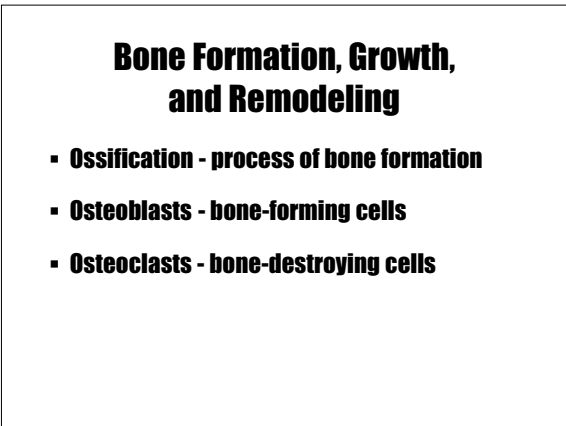 Bone Formation, Growth,
and Remodeling
▪ Ossification - process of bone formation
▪ Osteoblasts - bone-forming cells
▪ Osteoclasts - bone-destroying cells